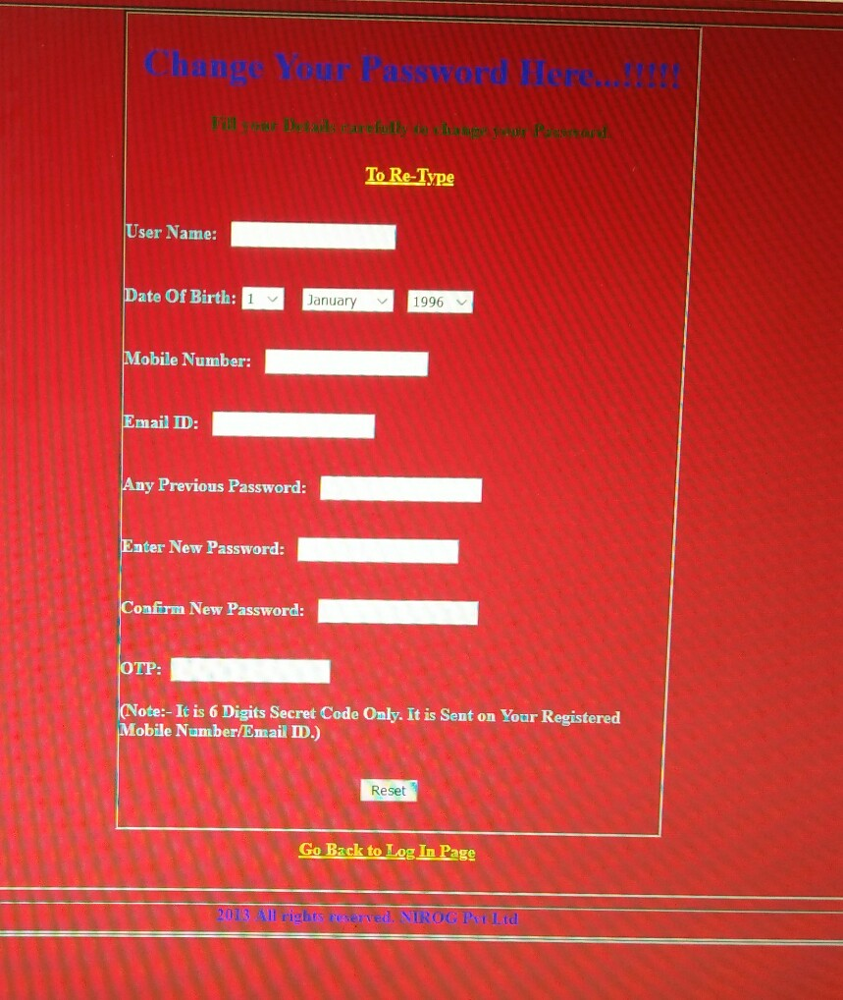 Change Your Password Here...!!!!!
Fill your Details carefully to change your Password.
To Re-Type
User Name:
Date Of Birth: 1 January 1996
Mobile Number:
Email ID:
Any Previous Password:
Enter New Password:
Confirm New Password:
OTP:
(Note:- It is 6 Digits Secret Code Only. It is Sent on Your Registered
Mobile Number/Email ID.)
Reset
Go Back to Log In Page
2013 All rights reserved. NIROG Pvt Ltd